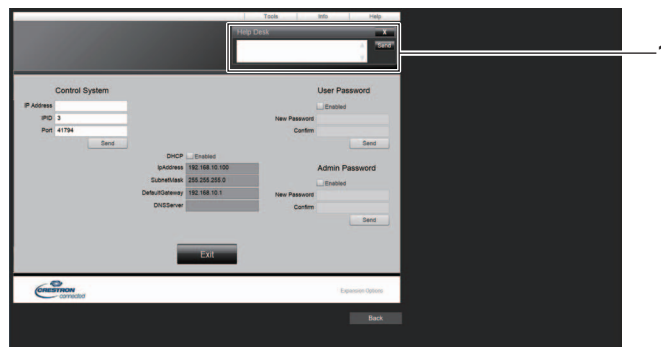 Tools Info Help
Help Desk X
Send
Control System
IP Address
IPID 3
Port 41794
Send
User Password
Enabled
New Password
Confirm
Send
DHCP Enabled
IpAddress 192.168.10.100
SubnetMask 255.255.255.0
DefaultGateway 192.168.10.1
DNSServer
Admin Password
Enabled
New Password
Confirm
Send
Exit
CRESTRON
connected
Expansion Options
Back